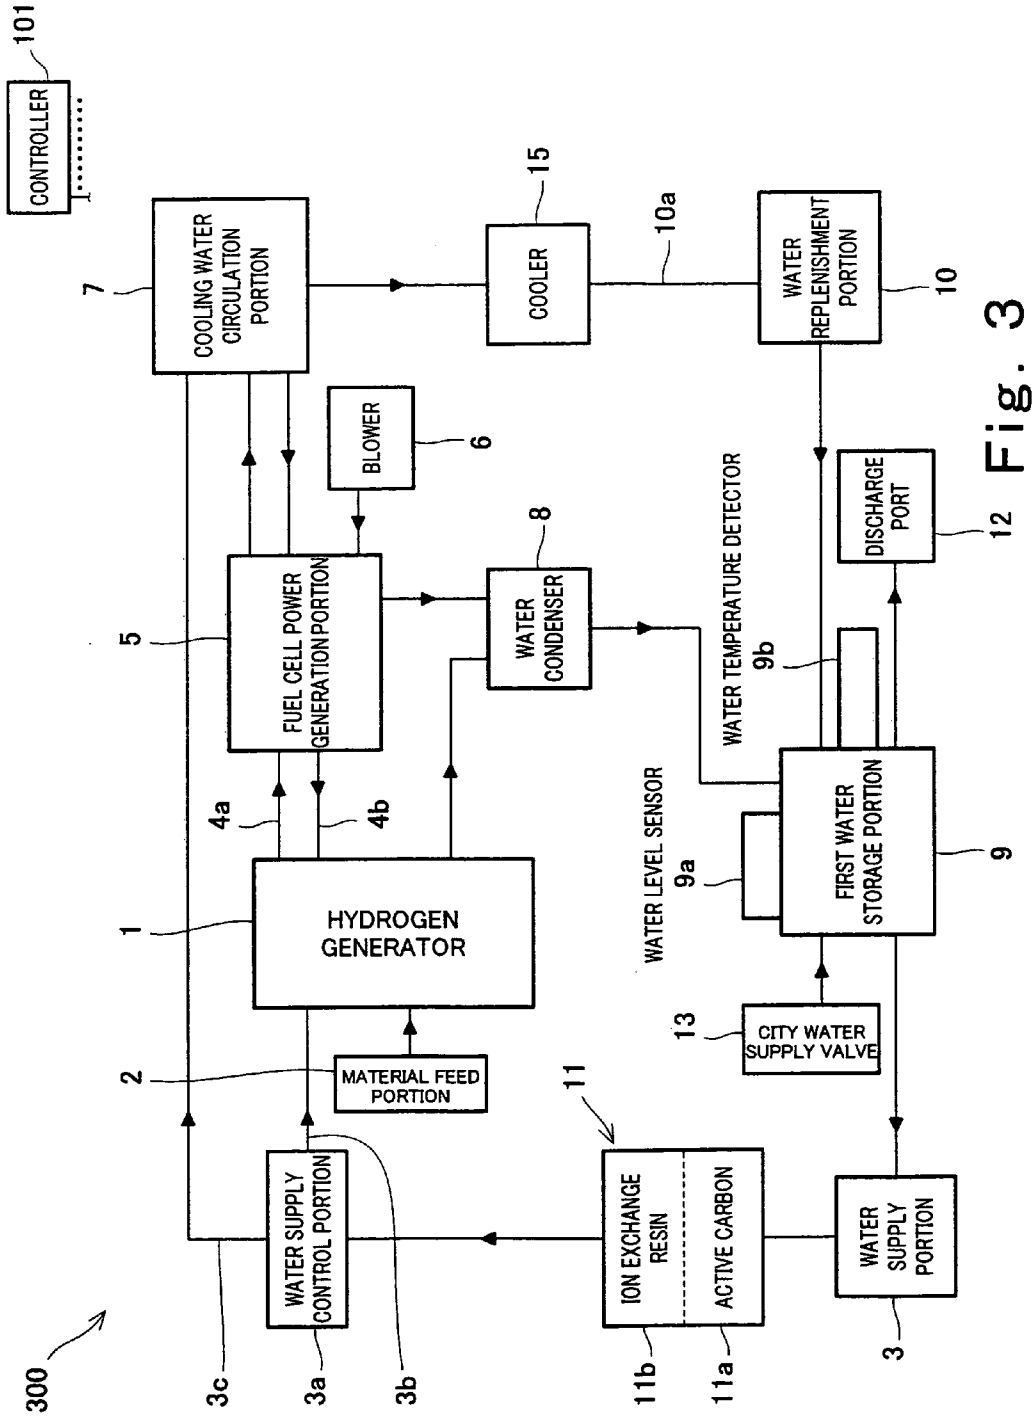 300
101
CONTROLLER
3c
WATER SUPPLY
CONTROL PORTION
3a
3b
2
MATERIAL FEED
PORTION
1
HYDROGEN
GENERATOR
4a
4b
5
FUEL CELL POWER
GENERATION PORTION
7
COOLING WATER
CIRCULATION
PORTION
BLOWER
6
8
WATER
CONDENSER
15
COOLER
10a
11
ION EXCHANGE
RESIN
ACTIVE CARBON
11b
11a
WATER
SUPPLY
PORTION
3
13
CITY WATER
SUPPLY VALVE
WATER LEVEL SENSOR
9a
FIRST WATER
STORAGE PORTION
9
WATER TEMPERATURE DETECTOR
9b
DISCHARGE
PORT
12
WATER
REPLENISHMENT
PORTION
10
Fig. 3